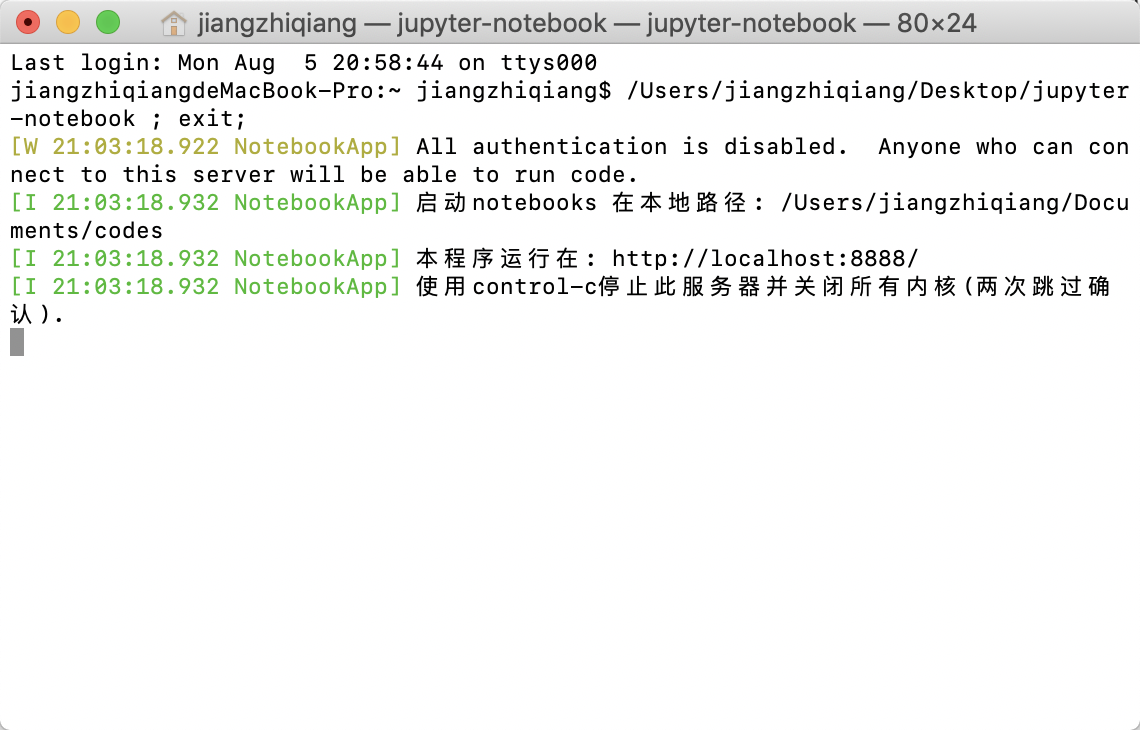 jiangzhiqiang — jupyter-notebook — jupyter-notebook — 80×24
Last login: Mon Aug  5 20:58:44 on ttys000
jiangzhiqiangdeMacBook-Pro:~ jiangzhiqiang$ /Users/jiangzhiqiang/Desktop/jupyter
-notebook ; exit;
[W 21:03:18.922 NotebookApp] All authentication is disabled.  Anyone who can con
nect to this server will be able to run code.
[I 21:03:18.932 NotebookApp] 启动notebooks 在本地路径: /Users/jiangzhiqiang/Docu
ments/codes
[I 21:03:18.932 NotebookApp] 本程序运行在: http://localhost:8888/
[I 21:03:18.932 NotebookApp] 使用control-c停止此服务器并关闭所有内核(两次跳过确
认).